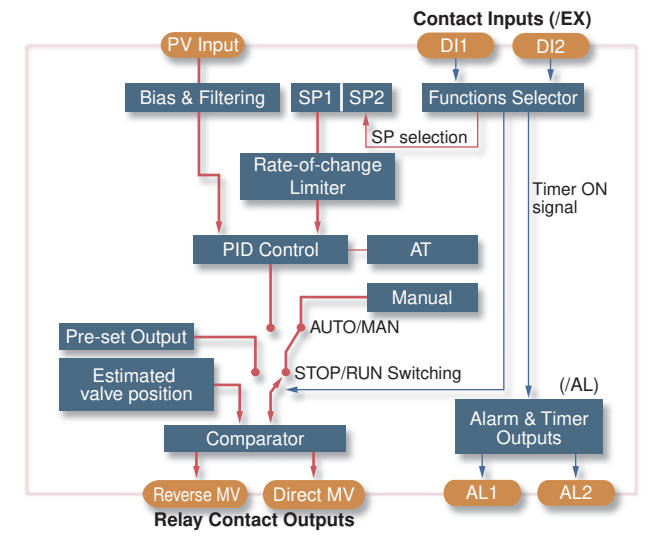 Contact Inputs (/EX)
PV Input
DI1
DI2
Bias & Filtering
SP1
SP2
Functions Selector
SP selection
Rate-of-change
Limiter
Timer ON
signal
PID Control
AT
Manual
AUTO/MAN
Pre-set Output
STOP/RUN Switching
Estimated
valve position
(/AL)
Alarm & Timer
Outputs
Comparator
Reverse MV
Direct MV
AL1
AL2
Relay Contact Outputs